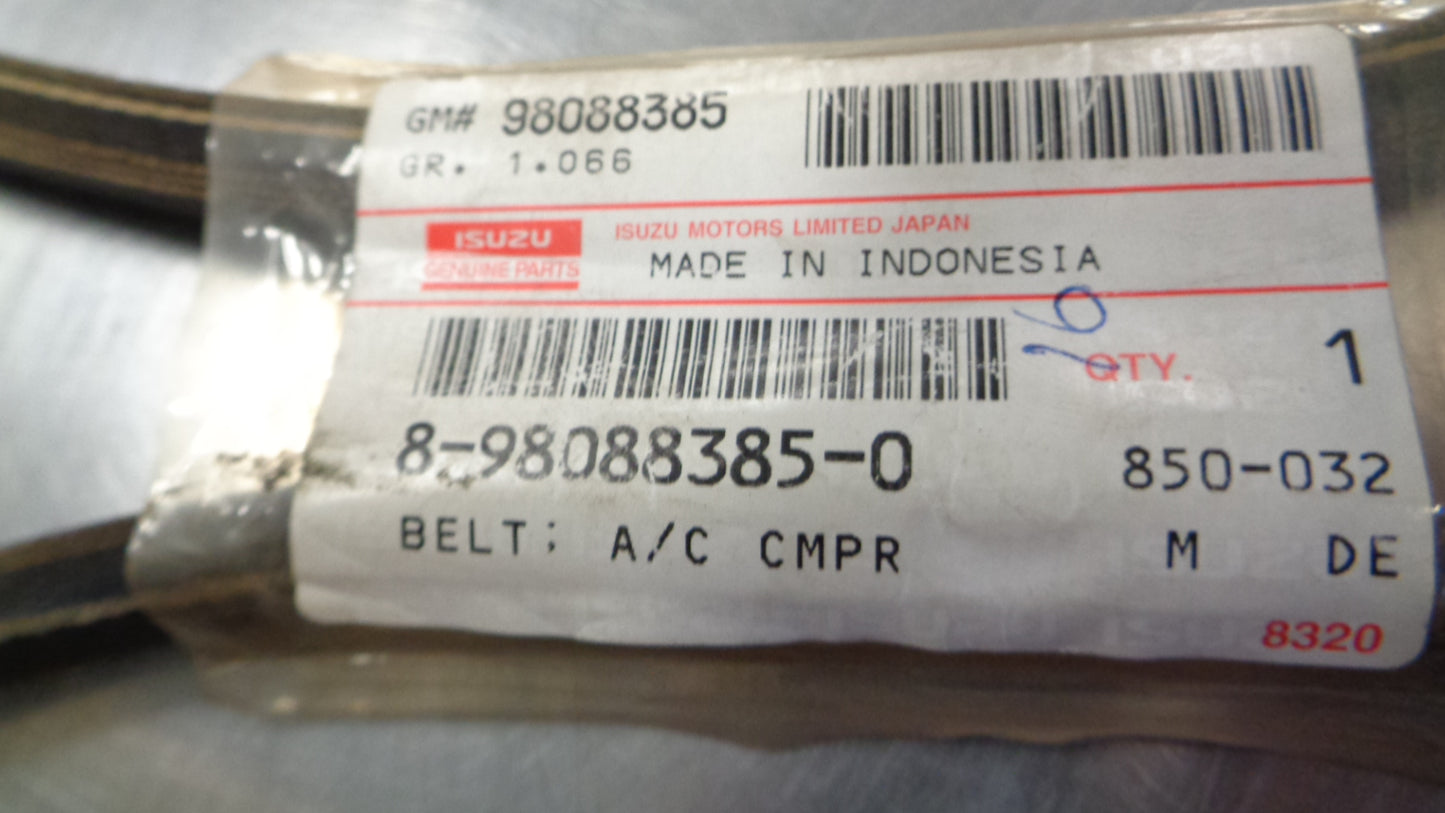 GM# 98088385
GR. 1.066
ISUZU
GENUINE PARTS
ISUZU MOTORS LIMITED JAPAN
MADE IN INDONESIA
16
QTY. 1
8-98088385-0 850-032
BELT; A/C CMPR M DE
8320